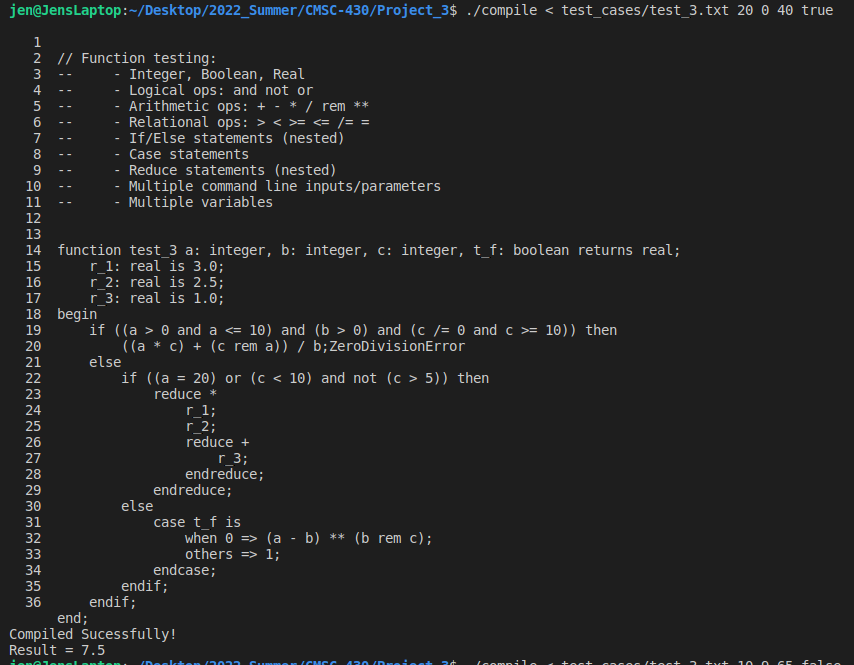 jen@JensLaptop:~/Desktop/2022_Summer/CMSC-430/Project_3$ ./compile < test_cases/test_3.txt 20 0 40 true
1
2 // Function testing:
3 -- - Integer, Boolean, Real
4 -- - Logical ops: and not or
5 -- - Arithmetic ops: + - * / rem **
6 -- - Relational ops: > < >= <= /= =
7 -- - If/Else statements (nested)
8 -- - Case statements
9 -- - Reduce statements (nested)
10 -- - Multiple command line inputs/parameters
11 -- - Multiple variables
12
13
14 function test_3 a: integer, b: integer, c: integer, t_f: boolean returns real;
15 r_1: real is 3.0;
16 r_2: real is 2.5;
17 r_3: real is 1.0;
18 begin
19 if ((a > 0 and a <= 10) and (b > 0) and (c /= 0 and c >= 10)) then
20 ((a * c) + (c rem a)) / b;ZeroDivisionError
21 else
22 if ((a = 20) or (c < 10) and not (c > 5)) then
23 reduce *
24 r_1;
25 r_2;
26 reduce +
27 r_3;
28 endreduce;
29 endreduce;
30 else
31 case t_f is
32 when 0 => (a - b) ** (b rem c);
33 others => 1;
34 endcase;
35 endif;
36 endif;
end;
Compiled Sucessfully!
Result = 7.5
jen@JensLaptop:~/Desktop/2022_Summer/CMSC-430/Project_3$ ./compile < test_cases/test_3.txt 10 9 65 false